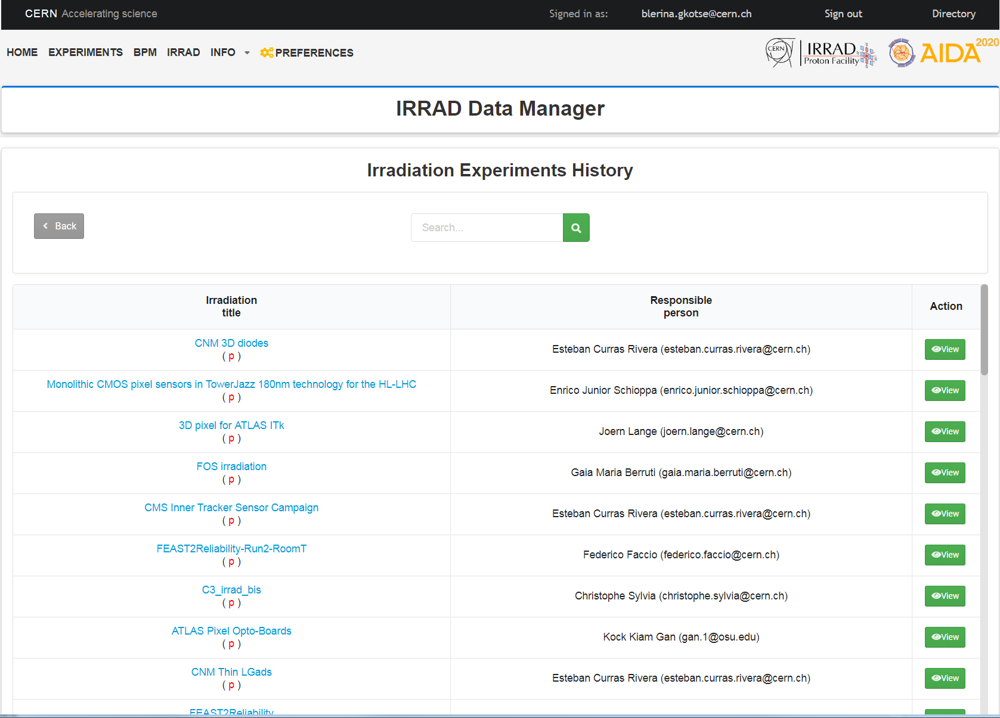 CERN Accelerating science Signed in as: blerina.gkotse@cern.ch Sign out Directory
HOME EXPERIMENTS BPM IRRAD INFO PREFERENCES
CERN IRRAD Proton Facility AIDA 2020
IRRAD Data Manager
Irradiation Experiments History
Back Search...
Irradiation title Responsible person Action
CNM 3D diodes
( p )
Esteban Curras Rivera (esteban.curras.rivera@cern.ch) View
Monolithic CMOS pixel sensors in TowerJazz 180nm technology for the HL-LHC
( p )
Enrico Junior Schioppa (enrico.junior.schioppa@cern.ch) View
3D pixel for ATLAS ITk
( p )
Joern Lange (joern.lange@cern.ch) View
FOS irradiation
( p )
Gaia Maria Berruti (gaia.maria.berruti@cern.ch) View
CMS Inner Tracker Sensor Campaign
( p )
Esteban Curras Rivera (esteban.curras.rivera@cern.ch) View
FEAST2Reliability-Run2-RoomT
( p )
Federico Faccio (federico.faccio@cern.ch) View
C3_irrad_bis
( p )
Christophe Sylvia (christophe.sylvia@cern.ch) View
ATLAS Pixel Opto-Boards
( p )
Kock Kiam Gan (gan.1@osu.edu) View
CNM Thin LGads
( p )
Esteban Curras Rivera (esteban.curras.rivera@cern.ch) View
FEAST2Reliability